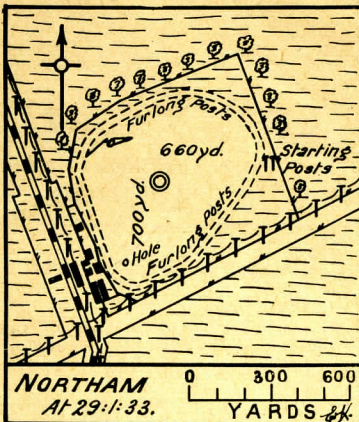 Furlong Posts
660yd.
Starting
Posts
700yd
Hole
Furlong Posts
NORTHAM
At 29:1:33.
0 300 600
YARDS